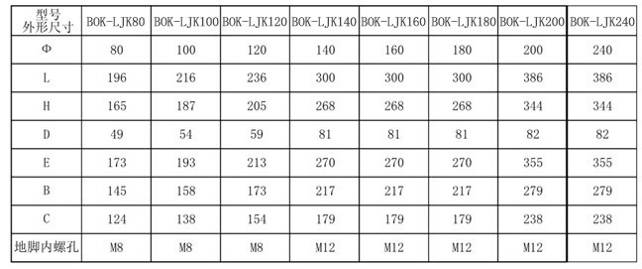 型号 BOK-LJK80 BOK-LJK100 BOK-LJK120 BOK-LJK140 BOK-LJK160 BOK-LJK180 BOK-LJK200 BOK-LJK240
外形尺寸
Φ 80 100 120 140 160 180 200 240
L 196 216 236 300 300 300 386 386
H 165 187 205 268 268 268 344 344
D 49 54 59 81 81 81 82 82
E 173 193 213 270 270 270 355 355
B 145 158 173 217 217 217 279 279
C 124 138 154 179 179 179 238 238
地脚内螺孔 M8 M8 M8 M12 M12 M12 M12 M12